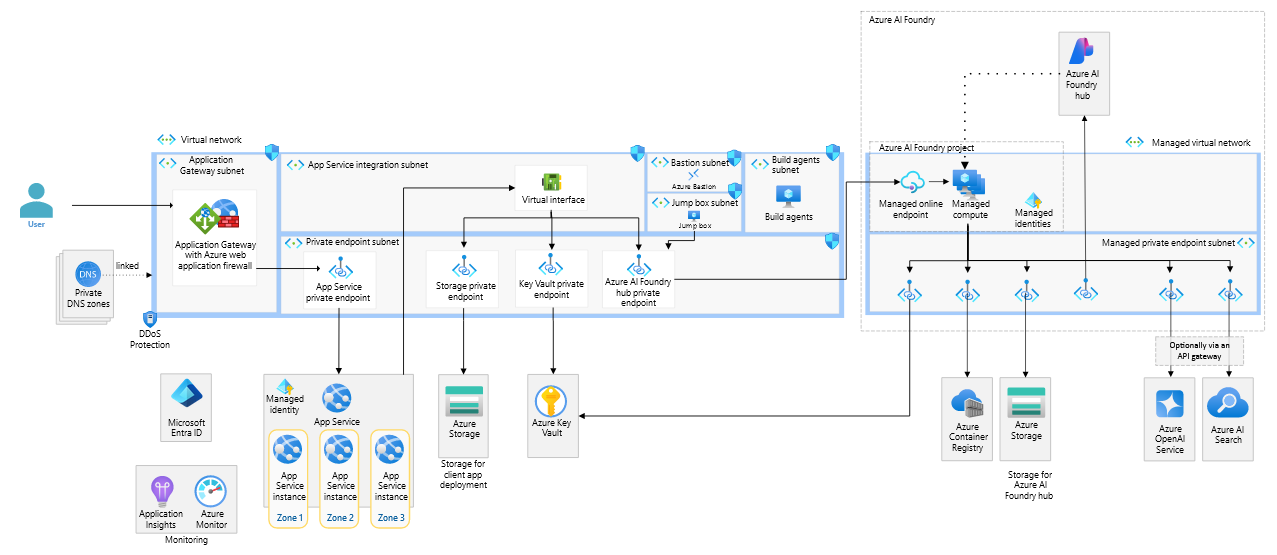 Azure AI Foundry
Azure AI
Foundry
hub
Virtual network
Managed virtual network
Application
Gateway subnet
App Service integration subnet
Bastion subnet
Azure Bastion
Build agents
subnet
Azure AI Foundry project
Virtual interface
Jump box subnet
Jump box
Build agents
Managed online
endpoint
Managed
compute
Managed
identities
User
Application Gateway
with Azure web
application firewall
Private endpoint subnet
Managed private endpoint subnet
linked
DNS
Private
DNS zones
App Service
private endpoint
Storage private
endpoint
Key Vault private
endpoint
Azure AI Foundry
hub private
endpoint
DDoS
Protection
Optionally via an
API gateway
Microsoft
Entra ID
Managed
identity
App Service
Azure
Storage
Azure Key
Vault
Azure
Container
Registry
Azure
Storage
Azure
OpenAI
Service
Azure AI
Search
Storage for
client app
deployment
Storage for
Azure AI
Foundry hub
App
Service
instance
App
Service
instance
App
Service
instance
Zone 1
Zone 2
Zone 3
Application
Insights
Azure
Monitor
Monitoring